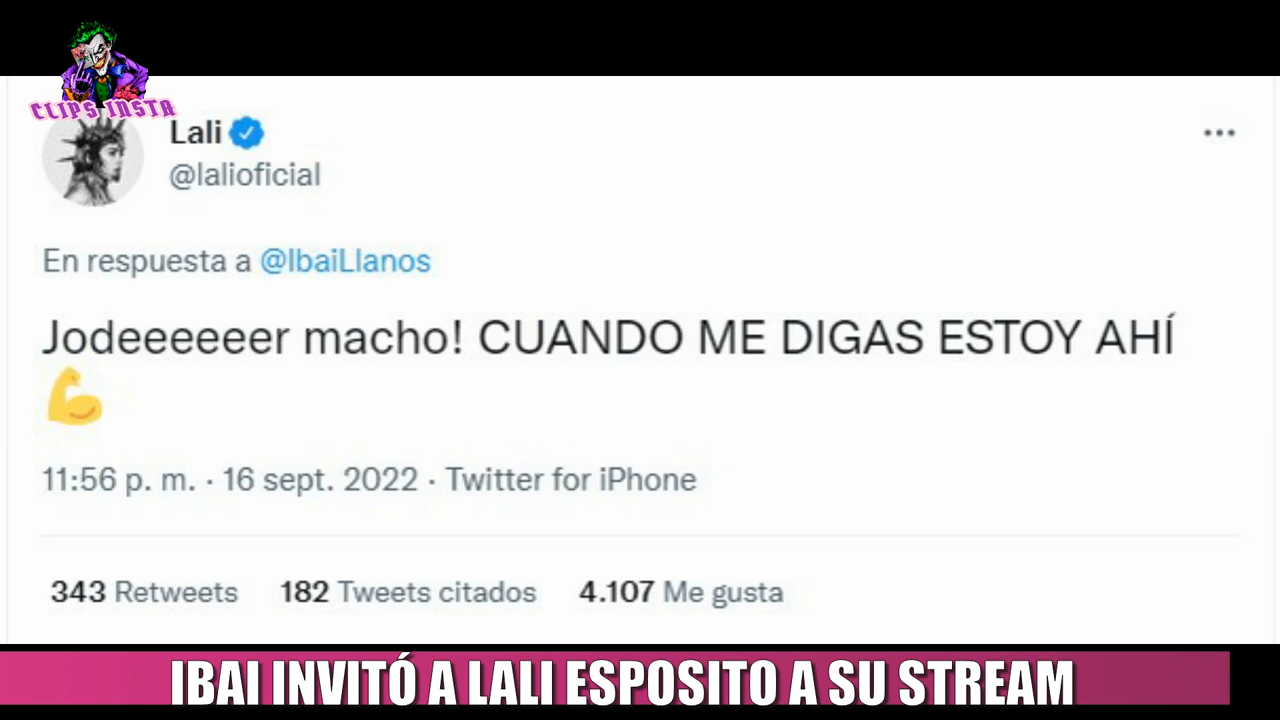 CLIPS INSTA
Lali
@lalioficial
En respuesta a @IbaiLlanos
Jodeeeeeer macho! CUANDO ME DIGAS ESTOY AHÍ
11:56 p. m. · 16 sept. 2022 · Twitter for iPhone
343 Retweets 182 Tweets citados 4.107 Me gusta
IBAI INVITÓ A LALI ESPOSITO A SU STREAM